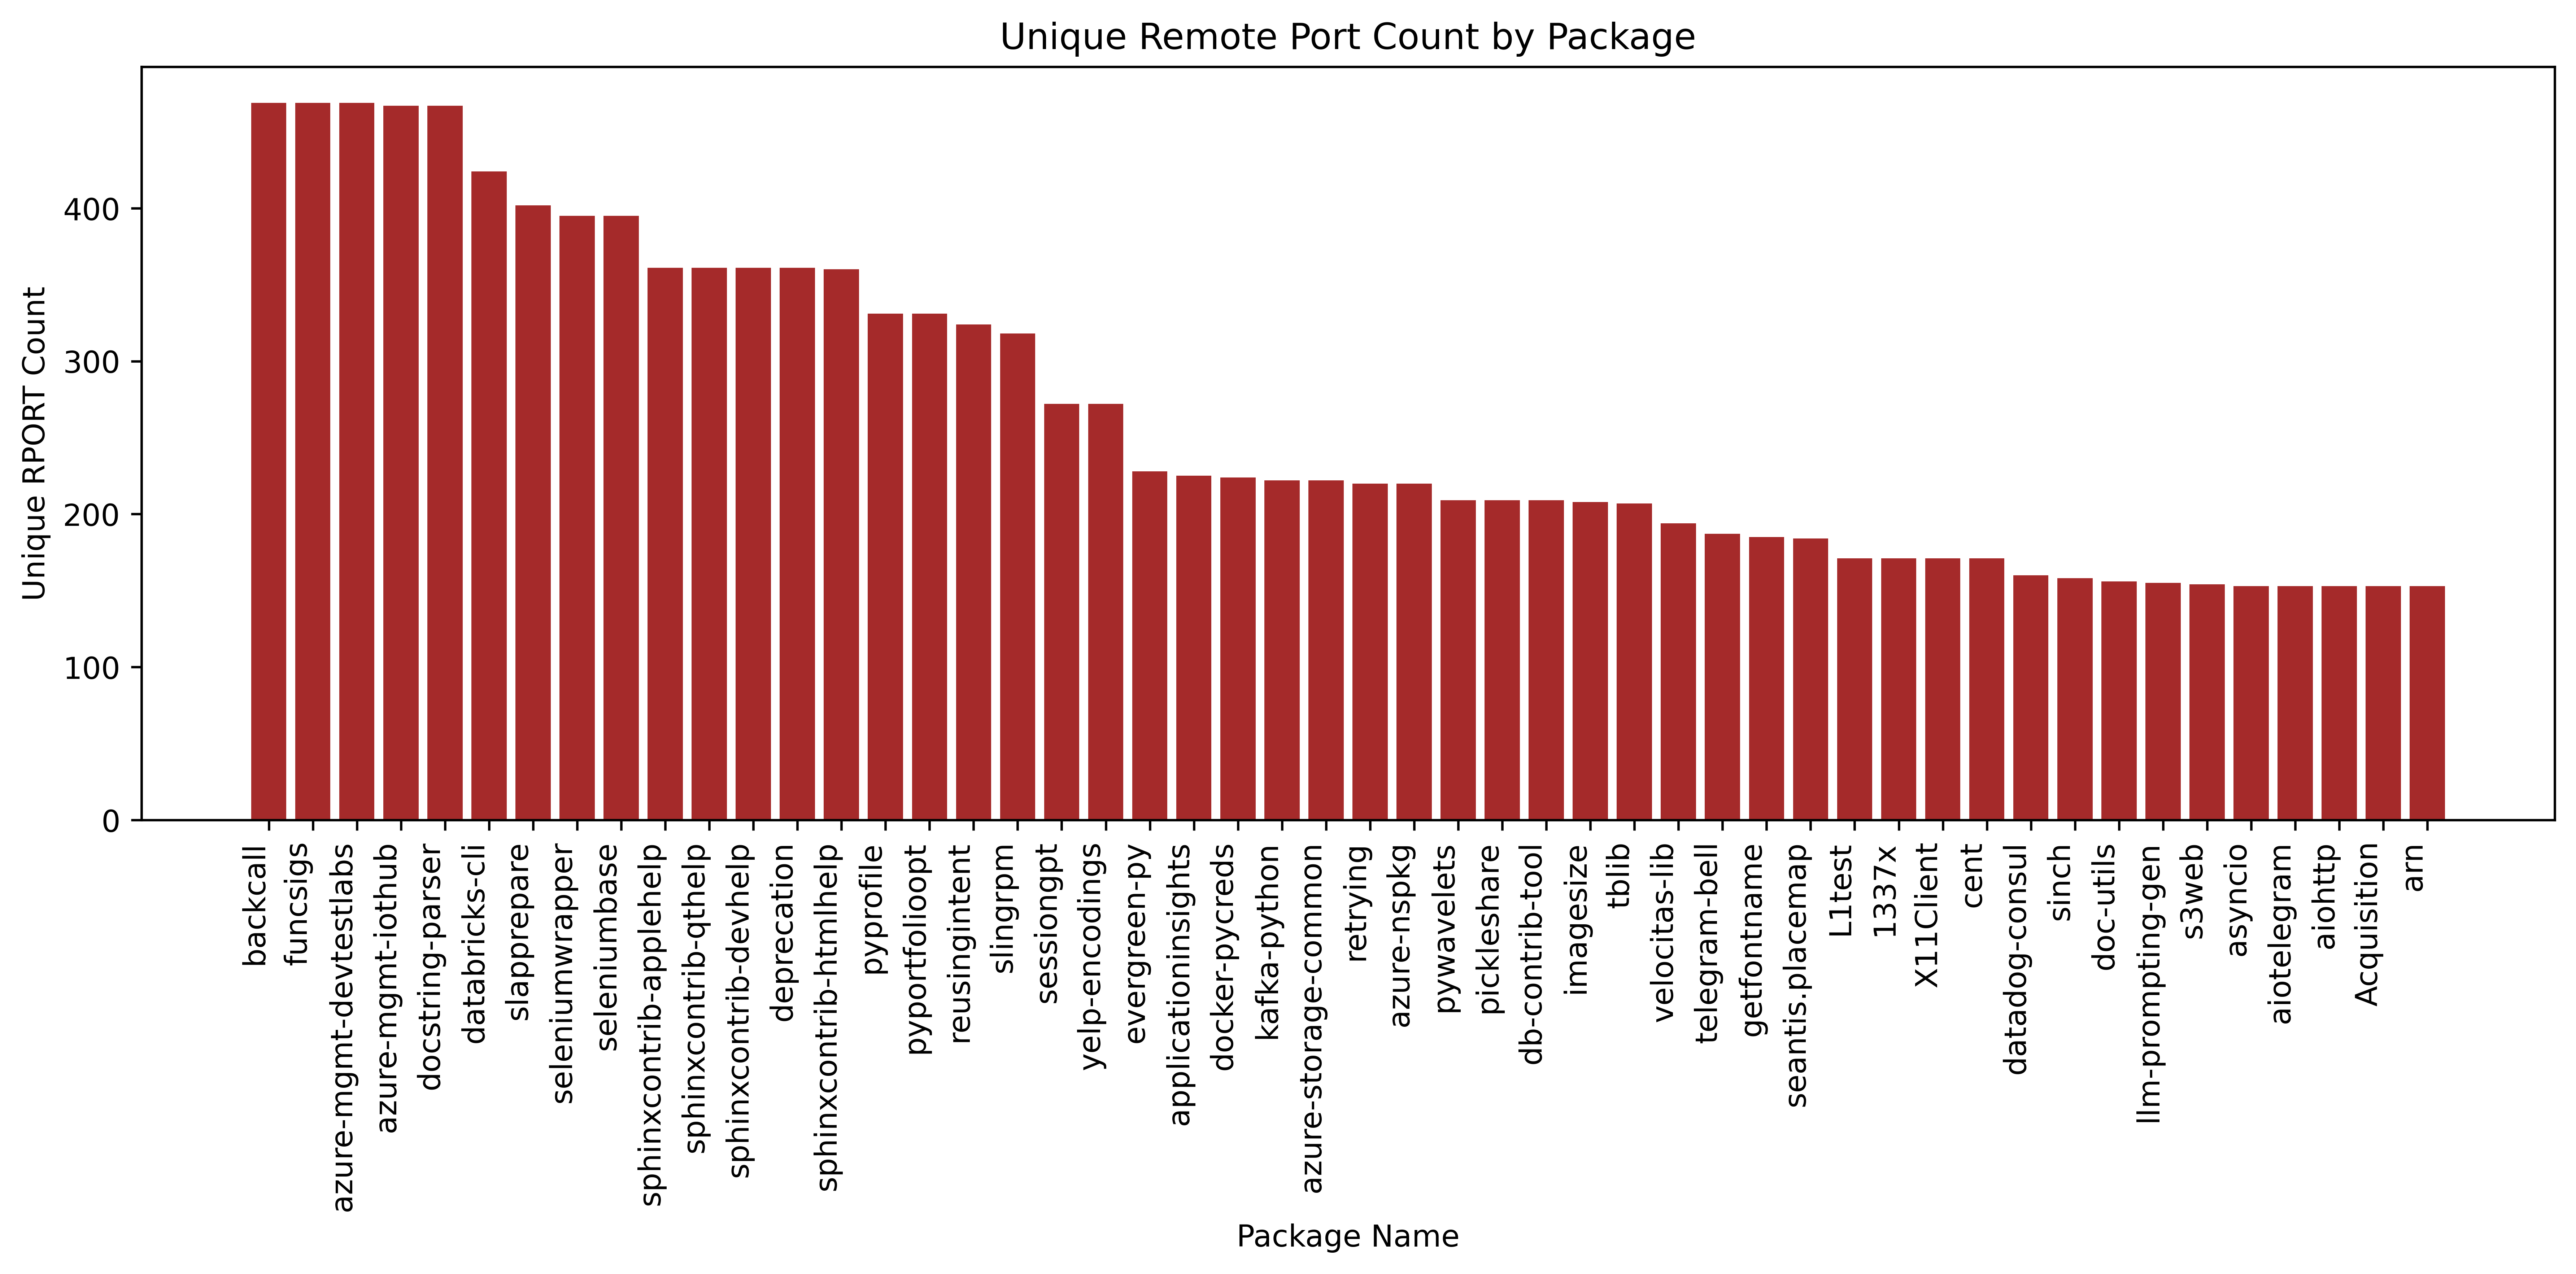 Unique Remote Port Count by Package
Unique RPORT Count
400
300
200
100
0
backcall
funcsigs
azure-mgmt-devtestlabs
azure-mgmt-iothub
docstring-parser
databricks-cli
slapprepare
seleniumwrapper
seleniumbase
sphinxcontrib-applehelp
sphinxcontrib-qthelp
sphinxcontrib-devhelp
deprecation
sphinxcontrib-htmlhelp
pyprofile
pyportfolioopt
reusingintent
slingrpm
sessiongpt
yelp-encodings
evergreen-py
applicationinsights
docker-pycreds
kafka-python
azure-storage-common
retrying
azure-nspkg
pywavelets
pickleshare
db-contrib-tool
imagesize
tblib
velocitas-lib
telegram-bell
getfontname
seantis.placemap
L1test
1337x
X11Client
cent
datadog-consul
sinch
doc-utils
llm-prompting-gen
s3web
asyncio
aiotelegram
aiohttp
Acquisition
arn
Package Name